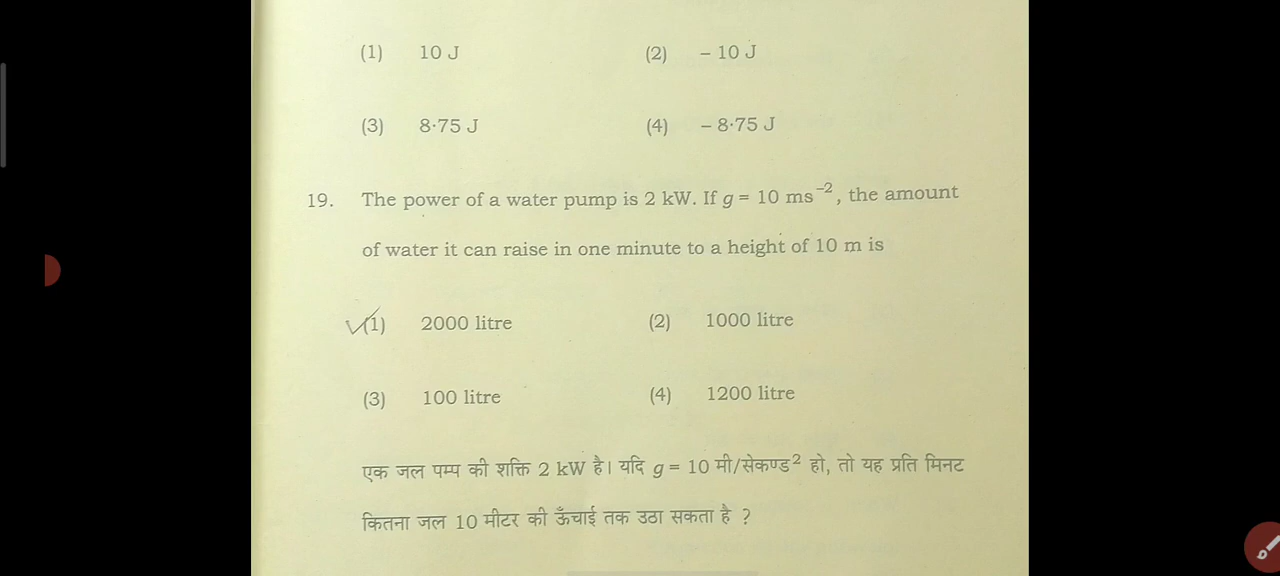 (1) 10 J (2) – 10 J
(3) 8·75 J (4) – 8·75 J
19. The power of a water pump is 2 kW. If g = 10 ms⁻², the amount
of water it can raise in one minute to a height of 10 m is
(1) 2000 litre (2) 1000 litre
(3) 100 litre (4) 1200 litre
एक जल पम्प की शक्ति 2 kW है। यदि g = 10 मी/सेकण्ड² हो, तो यह प्रति मिनट
कितना जल 10 मीटर की ऊँचाई तक उठा सकता है ?